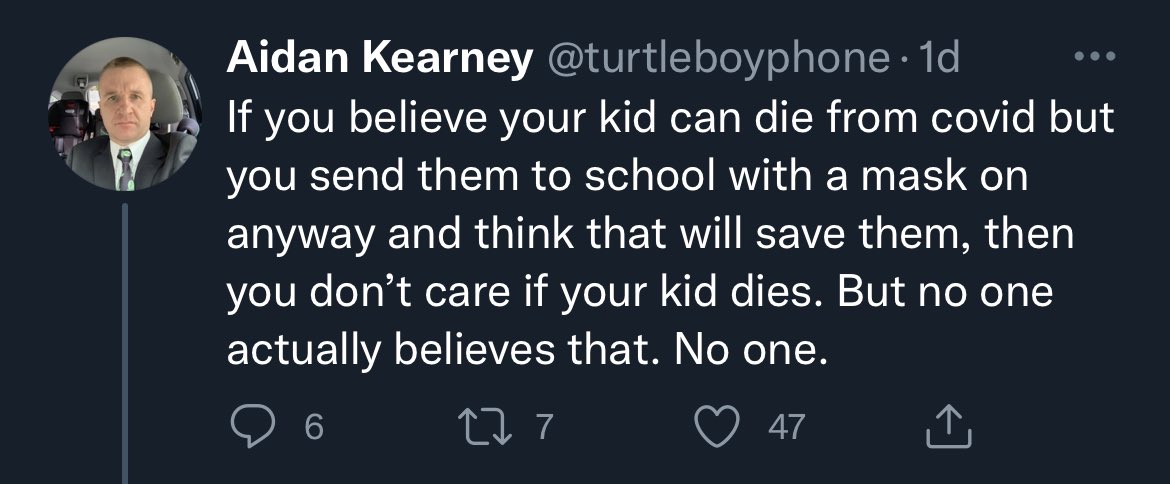 Aidan Kearney @turtleboyphone · 1d
If you believe your kid can die from covid but
you send them to school with a mask on
anyway and think that will save them, then
you don’t care if your kid dies. But no one
actually believes that. No one.
6 7 47